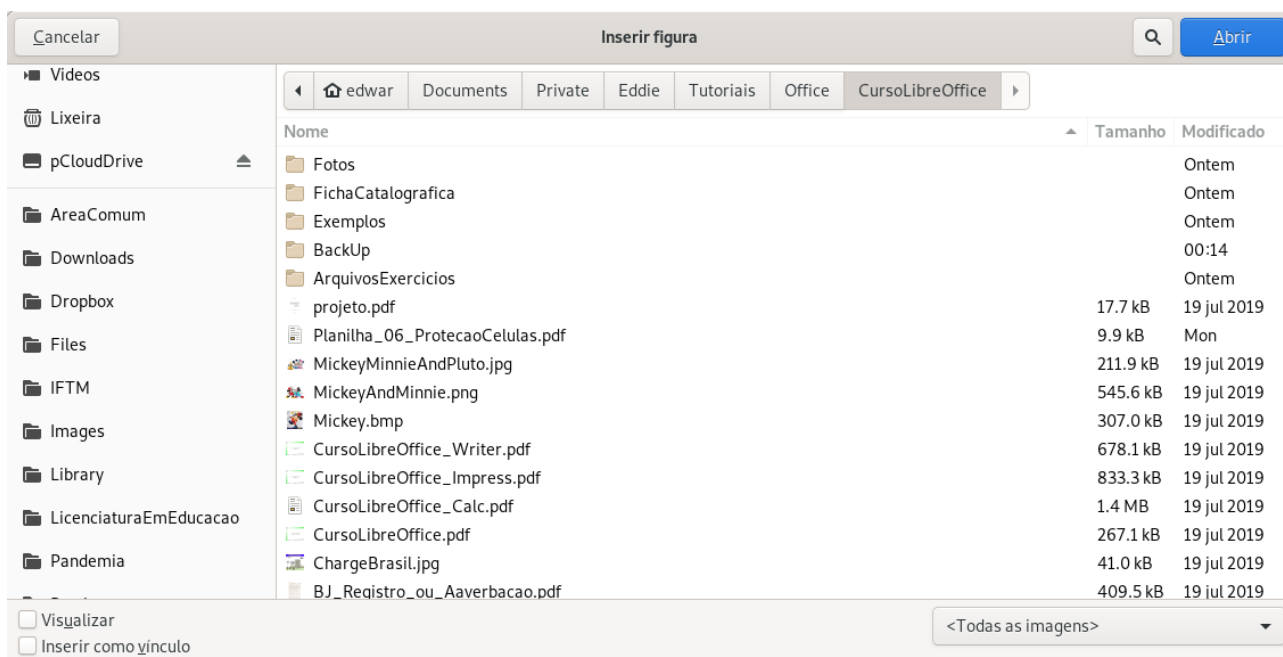 Cancelar Inserir figura Abrir
Videos
Lixeira
pCloudDrive
AreaComum
Downloads
Dropbox
Files
IFTM
Images
Library
LicenciaturaEmEducacao
Pandemia
edwar Documents Private Eddie Tutoriais Office CursoLibreOffice
Nome Tamanho Modificado
Fotos Ontem
FichaCatalografica Ontem
Exemplos Ontem
BackUp 00:14
ArquivosExercicios Ontem
projeto.pdf 17.7 kB 19 jul 2019
Planilha_06_ProtecaoCelulas.pdf 9.9 kB Mon
MickeyMinnieAndPluto.jpg 211.9 kB 19 jul 2019
MickeyAndMinnie.png 545.6 kB 19 jul 2019
Mickey.bmp 307.0 kB 19 jul 2019
CursoLibreOffice_Writer.pdf 678.1 kB 19 jul 2019
CursoLibreOffice_Impress.pdf 833.3 kB 19 jul 2019
CursoLibreOffice_Calc.pdf 1.4 MB 19 jul 2019
CursoLibreOffice.pdf 267.1 kB 19 jul 2019
ChargeBrasil.jpg 41.0 kB 19 jul 2019
BJ_Registro_ou_Aaverbacao.pdf 409.5 kB 19 jul 2019
Visualizar <Todas as imagens>
Inserir como vínculo